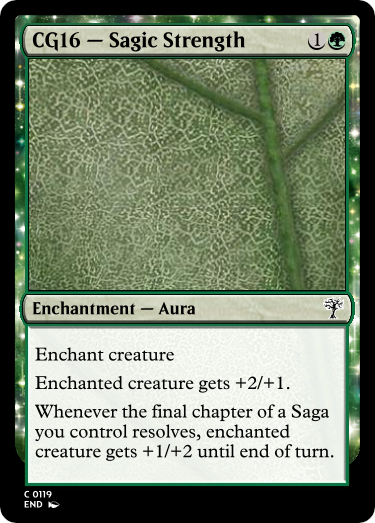 CG16 — Sagic Strength
1
Enchantment — Aura
Enchant creature
Enchanted creature gets +2/+1.
Whenever the final chapter of a Saga
you control resolves, enchanted
creature gets +1/+2 until end of turn.
C 0119
END